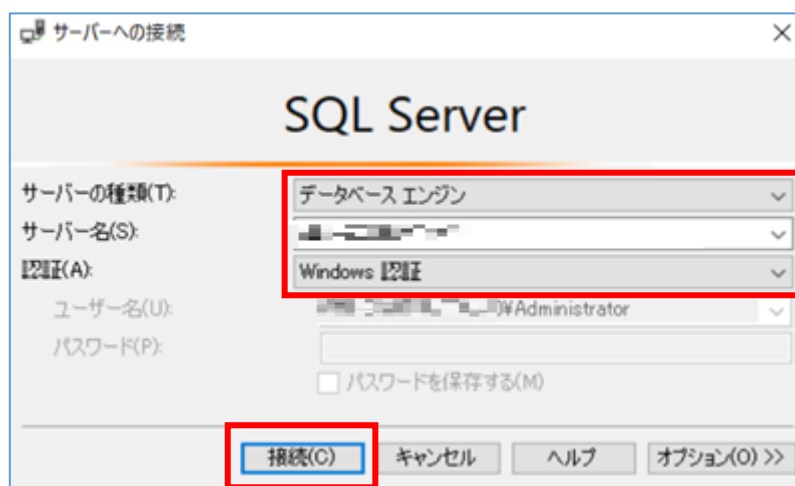 サーバーへの接続
SQL Server
サーバーの種類(T): データベース エンジン
サーバー名(S):
認証(A): Windows 認証
ユーザー名(U): ¥Administrator
パスワード(P):
パスワードを保存する(M)
接続(C) キャンセル ヘルプ オプション(O) >>